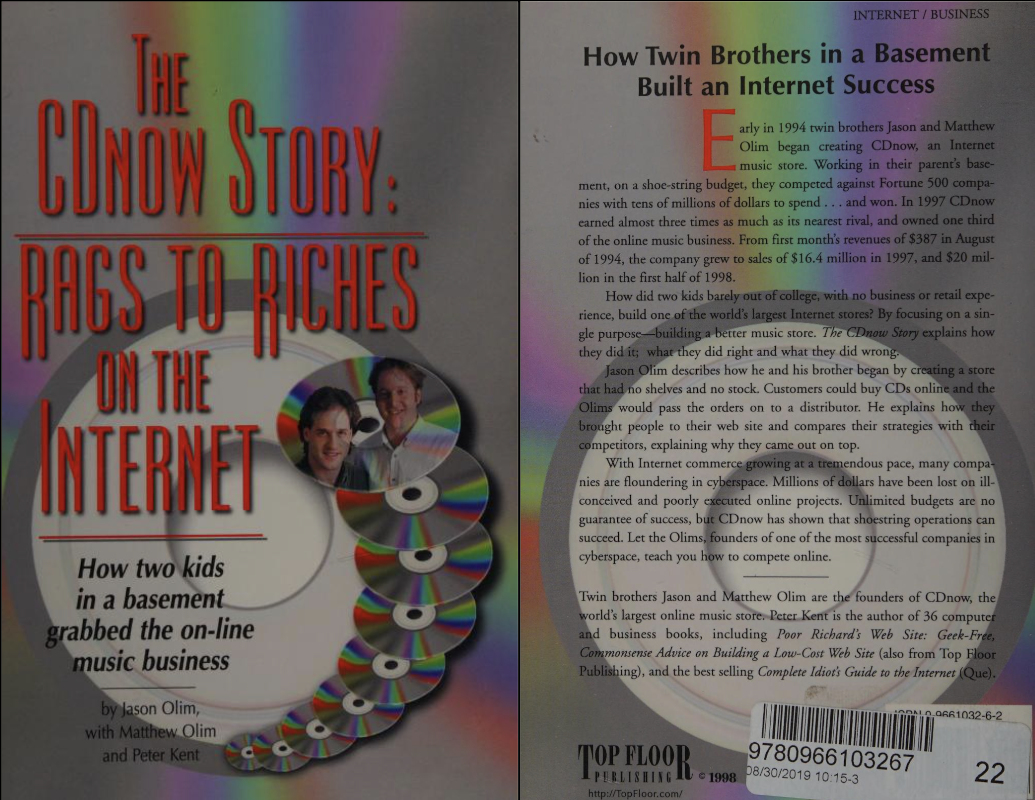 THE
CDNOW STORY:
RAGS TO RICHES
ON THE
INTERNET
How two kids
in a basement
grabbed the on-line
music business
by Jason Olim,
with Matthew Olim
and Peter Kent
INTERNET / BUSINESS
How Twin Brothers in a Basement
Built an Internet Success
Early in 1994 twin brothers Jason and Matthew
Olim began creating CDnow, an Internet
music store. Working in their parent's base-
ment, on a shoe-string budget, they competed against Fortune 500 compa-
nies with tens of millions of dollars to spend . . . and won. In 1997 CDnow
earned almost three times as much as its nearest rival, and owned one third
of the online music business. From first month's revenues of $387 in August
of 1994, the company grew to sales of $16.4 million in 1997, and $20 mil-
lion in the first half of 1998.
How did two kids barely out of college, with no business or retail expe-
rience, build one of the world's largest Internet stores? By focusing on a sin-
gle purpose—building a better music store. The CDnow Story explains how
they did it; what they did right and what they did wrong.
Jason Olim describes how he and his brother began by creating a store
that had no shelves and no stock. Customers could buy CDs online and the
Olims would pass the orders on to a distributor. He explains how they
brought people to their web site and compares their strategies with their
competitors, explaining why they came out on top.
With Internet commerce growing at a tremendous pace, many compa-
nies are floundering in cyberspace. Millions of dollars have been lost on ill-
conceived and poorly executed online projects. Unlimited budgets are no
guarantee of success, but CDnow has shown that shoestring operations can
succeed. Let the Olims, founders of one of the most successful companies in
cyberspace, teach you how to compete online.
Twin brothers Jason and Matthew Olim are the founders of CDnow, the
world's largest online music store. Peter Kent is the author of 36 computer
and business books, including Poor Richard's Web Site: Geek-Free,
Commonsense Advice on Building a Low-Cost Web Site (also from Top Floor
Publishing), and the best selling Complete Idiot's Guide to the Internet (Que).
ISBN 0-9661032-6-2
9780966103267
08/30/2019 10:15-3
22
TOP FLOOR
PUBLISHING
© 1998
http://TopFloor.com/